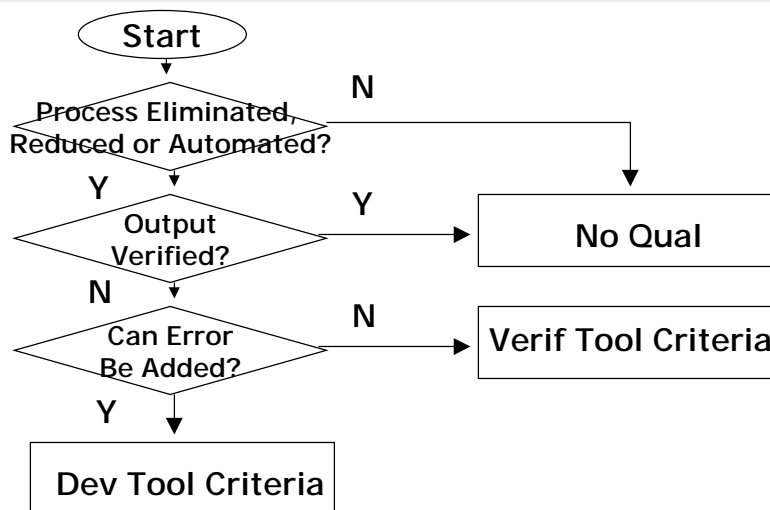 Start
N
Process Eliminated,
Reduced or Automated?
Y
Output
Verified?
Y
No Qual
N
Can Error
Be Added?
N
Verif Tool Criteria
Y
Dev Tool Criteria